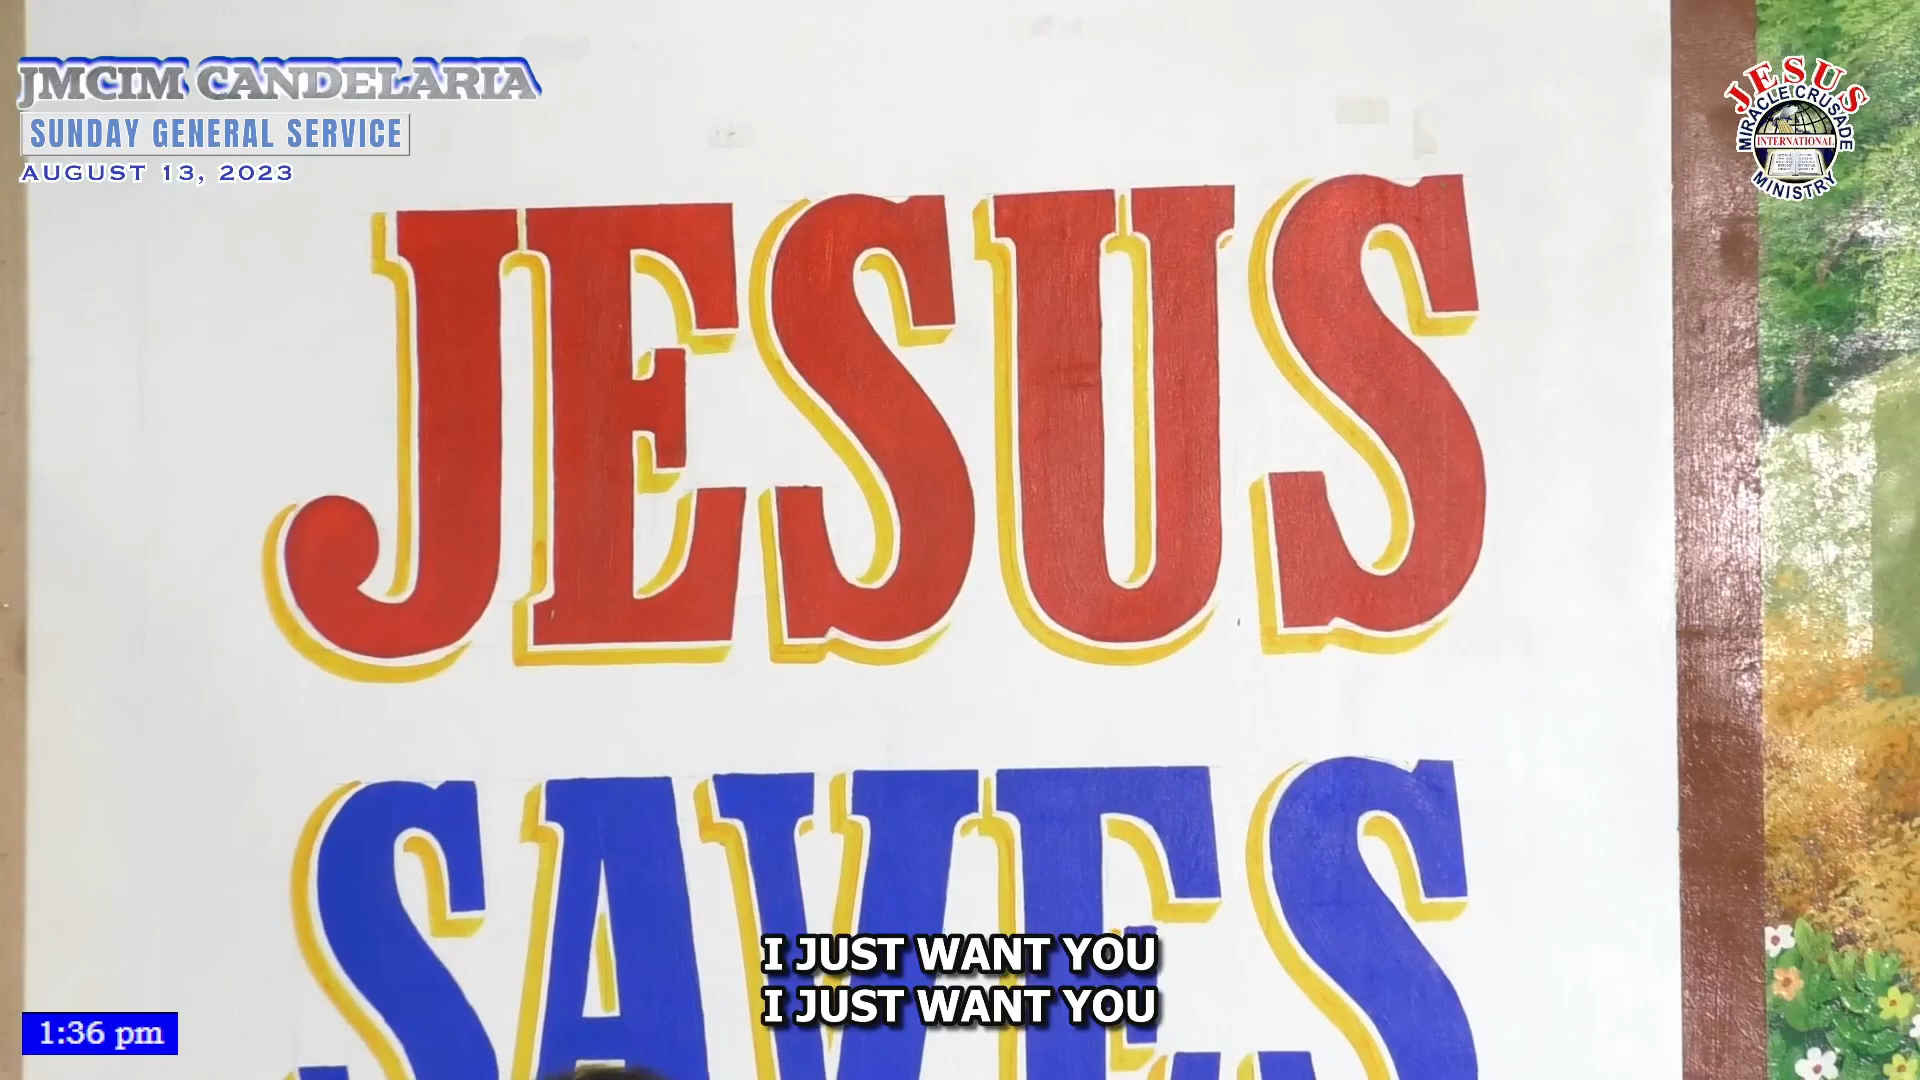 JMCIM CANDELARIA
SUNDAY GENERAL SERVICE
AUGUST 13, 2023
JESUS
MIRACLE CRUSADE
INTERNATIONAL
MINISTRY
JESUS
SAVES
I JUST WANT YOU
I JUST WANT YOU
1:36 pm